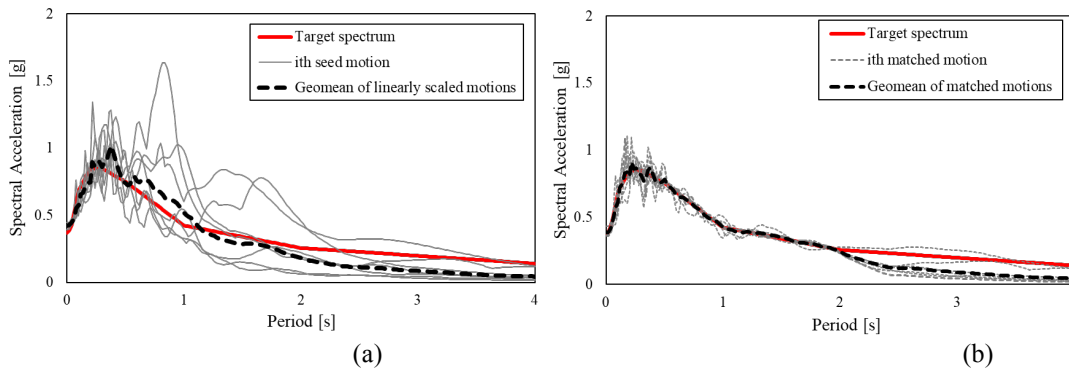 2
1.5
1
0.5
0
Spectral Acceleration [g]
Target spectrum
ith seed motion
Geomean of linearly scaled motions
0 1 2 3 4
Period [s]
(a)
2
1.5
1
0.5
0
Spectral Acceleration [g]
Target spectrum
ith matched motion
Geomean of matched motions
0 1 2 3
Period [s]
(b)